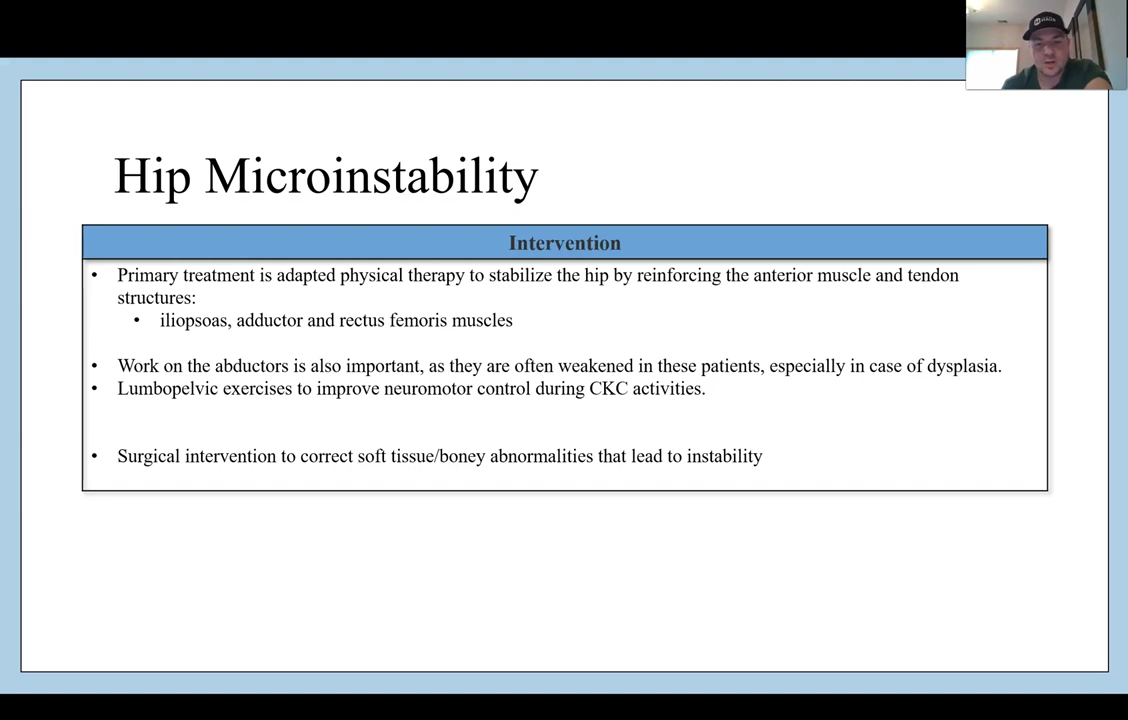 Hip Microinstability
Intervention
• Primary treatment is adapted physical therapy to stabilize the hip by reinforcing the anterior muscle and tendon
structures:
• iliopsoas, adductor and rectus femoris muscles
• Work on the abductors is also important, as they are often weakened in these patients, especially in case of dysplasia.
• Lumbopelvic exercises to improve neuromotor control during CKC activities.
• Surgical intervention to correct soft tissue/boney abnormalities that lead to instability